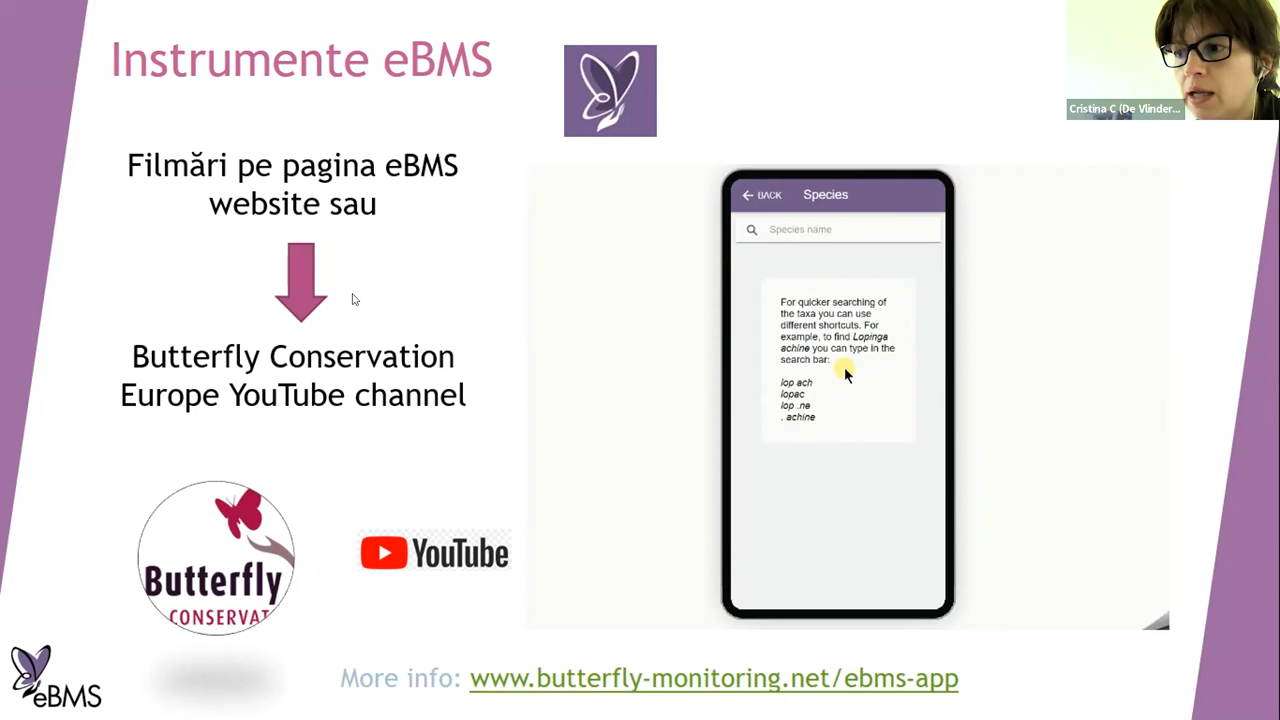 Instrumente eBMS
Cristina C (De Vlinder...
Filmări pe pagina eBMS
website sau
Butterfly Conservation
Europe YouTube channel
BACK
Species
Species name
For quicker searching of
the taxa you can use
different shortcuts. For
example, to find Lopinga
achine you can type in the
search bar:
lop ach
lopac
lop .ne
. achine
Butterfly
CONSERVAT
YouTube
eBMS
More info: www.butterfly-monitoring.net/ebms-app